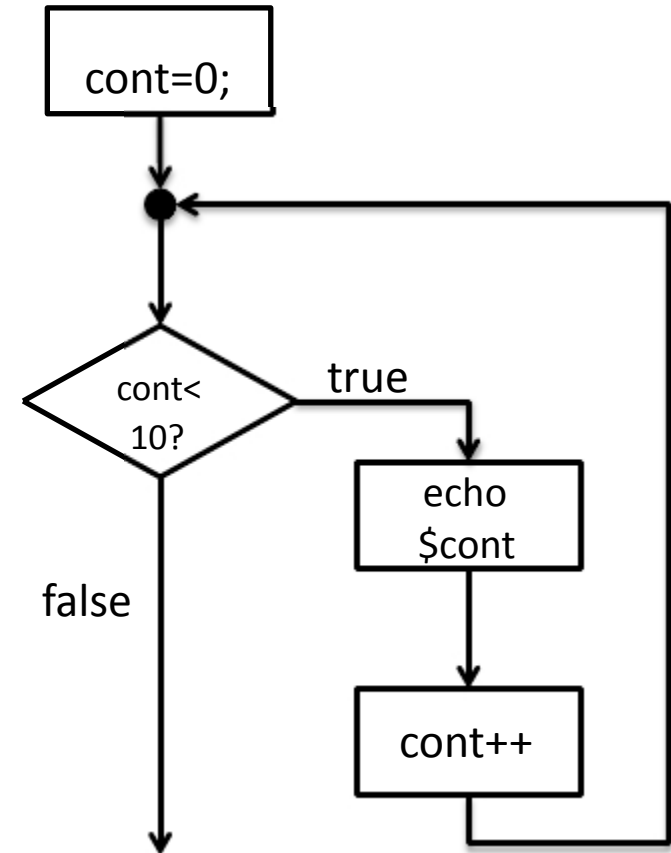 cont=0;
cont<
10?
true
echo
$cont
false
cont++